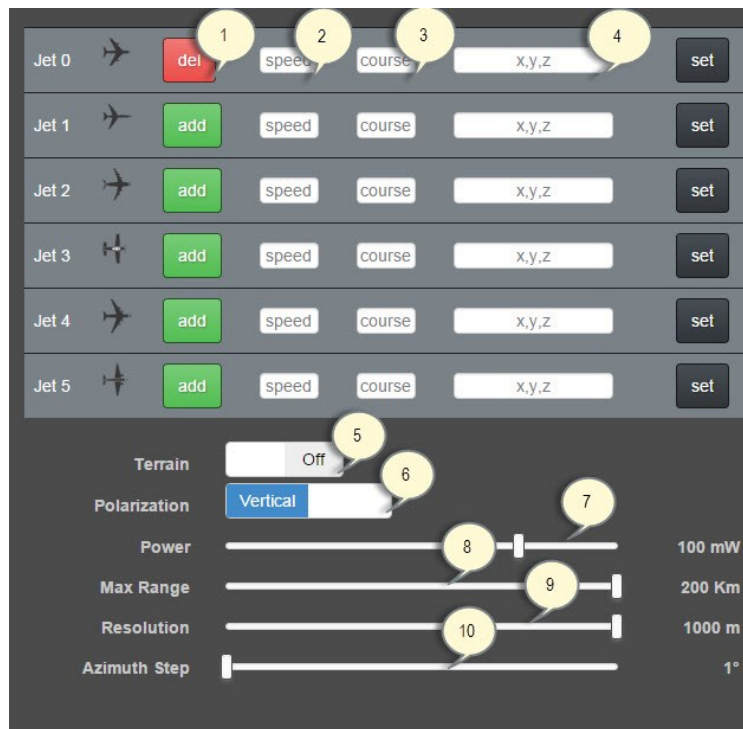 1 2 3 4
Jet 0 del speed course x,y,z set
Jet 1 add speed course x,y,z set
Jet 2 add speed course x,y,z set
Jet 3 add speed course x,y,z set
Jet 4 add speed course x,y,z set
Jet 5 add speed course x,y,z set
5
Terrain Off
6
Polarization Vertical
7
Power 8 100 mW
Max Range 9 200 Km
Resolution 10 1000 m
Azimuth Step 1°